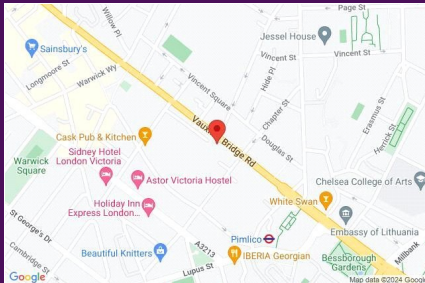 Page St
Willow Pl
Jessel House
Sainsbury's
Vincent St
Vincent St
Longmoore St
Warwick Wy
Hide Pl
Vincent Square
Erasmus St
Chapter St
Vaux
Bridge Rd
Douglas St
Herrick St
Cask Pub & Kitchen
Sidney Hotel
London Victoria
Warwick
Square
Astor Victoria Hostel
Chelsea College of Arts
Holiday Inn
Express London...
White Swan
St George's Dr
Embassy of Lithuania
Millbank
Pimlico
A3213
Cambridge St
Beautiful Knitters
IBERIA Georgian
Bessborough
Gardens
Lupus St
Google
Map data ©2024 Google